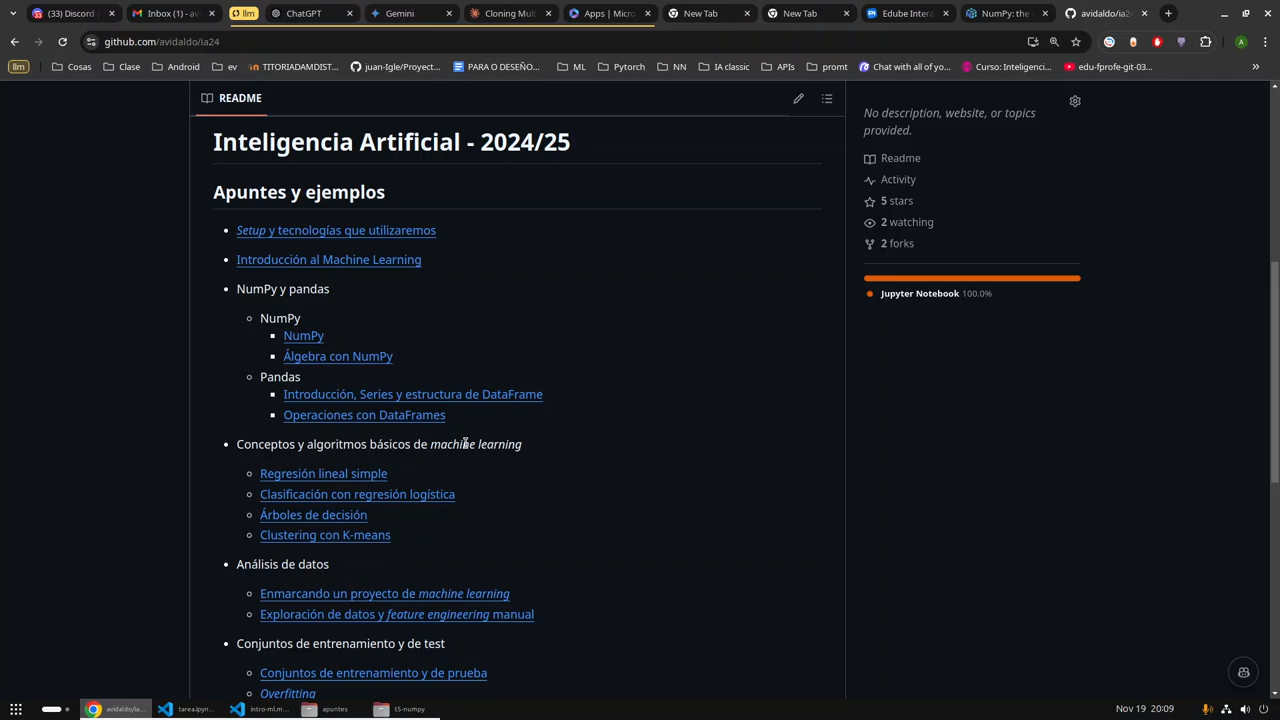 (33) Discord |
Inbox (1) - av
llm
ChatGPT
Gemini
Cloning Mult
Apps | Micro
New Tab
New Tab
Edube Inte
NumPy: the
avidaldo/ia2
github.com/avidaldo/ia24
A
llm
Cosas
Clase
Android
ev
TITORIADAMDIST...
juan-Igle/Proyect...
PARA O DESEÑO...
ML
Pytorch
NN
IA classic
APIs
promt
Chat with all of yo...
Curso: Inteligenci...
edu-fprofe-git-03...
README
Inteligencia Artificial - 2024/25
Apuntes y ejemplos
Setup y tecnologías que utilizaremos
Introducción al Machine Learning
NumPy y pandas
NumPy
NumPy
Álgebra con NumPy
Pandas
Introducción, Series y estructura de DataFrame
Operaciones con DataFrames
Conceptos y algoritmos básicos de machine learning
Regresión lineal simple
Clasificación con regresión logística
Árboles de decisión
Clustering con K-means
Análisis de datos
Enmarcando un proyecto de machine learning
Exploración de datos y feature engineering manual
Conjuntos de entrenamiento y de test
Conjuntos de entrenamiento y de prueba
Overfitting
No description, website, or topics
provided.
Readme
Activity
5 stars
2 watching
2 forks
Jupyter Notebook 100.0%
avidaldo/ia...
tarea.ipyn...
intro-ml.m...
apuntes
t5-numpy
Nov 19 20:09